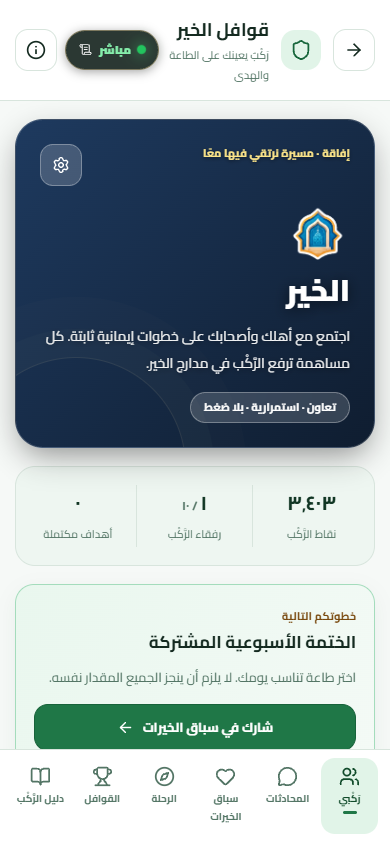 قوافل الخير
رَكْبٌ يعينك على الطاعة
والهدى
مباشر
إفاقة · مسيرة نرتقي فيها معًا
الخير
اجتمع مع أهلك وأصحابك على خطوات إيمانية ثابتة. كل
مساهمة ترفع الرَّكْب في مدارج الخير.
تعاون · استمرارية · بلا ضغط
٣٬٤٠٣
نقاط الرَّكْب
١ / ١٠
رفقاء الرَّكْب
٠
أهداف مكتملة
خطوتكم التالية
الختمة الأسبوعية المشتركة
اختر طاعة تناسب يومك. لا يلزم أن ينجز الجميع المقدار نفسه.
شارك في سباق الخيرات
رَكْبي
المحادثات
سباق
الخيرات
الرحلة
القوافل
دليل الرَّكْب